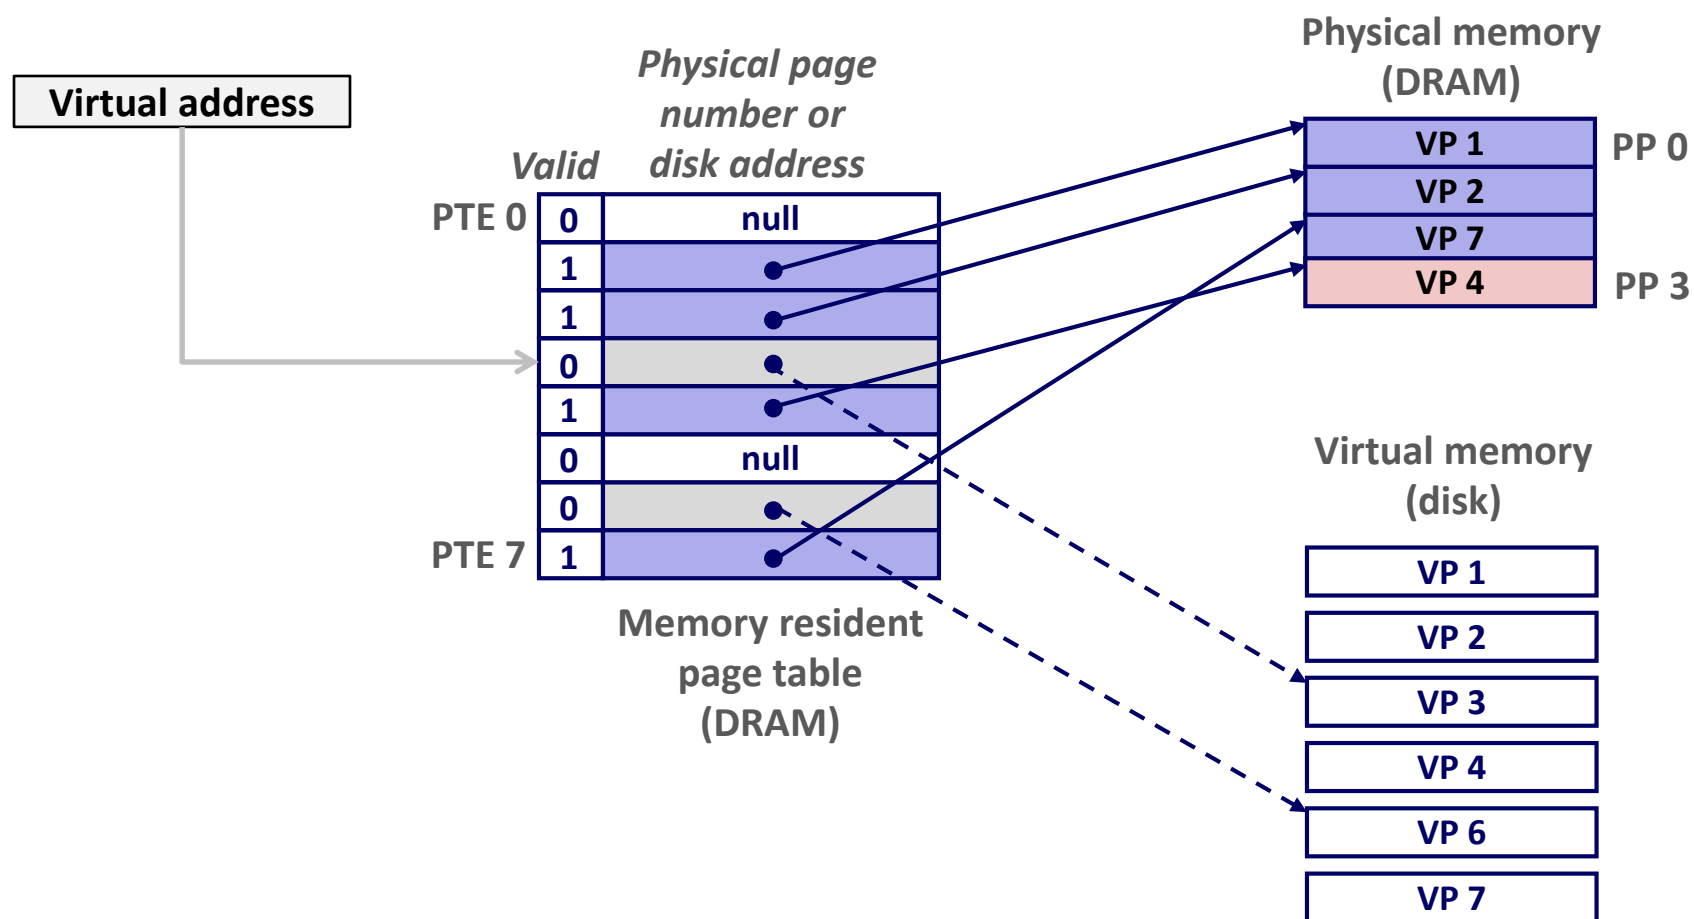 Virtual address
Physical page
number or
disk address
Valid
PTE 0
0
null
1
1
0
1
0
null
0
PTE 7
1
Memory resident
page table
(DRAM)
Physical memory
(DRAM)
VP 1
PP 0
VP 2
VP 7
VP 4
PP 3
Virtual memory
(disk)
VP 1
VP 2
VP 3
VP 4
VP 6
VP 7